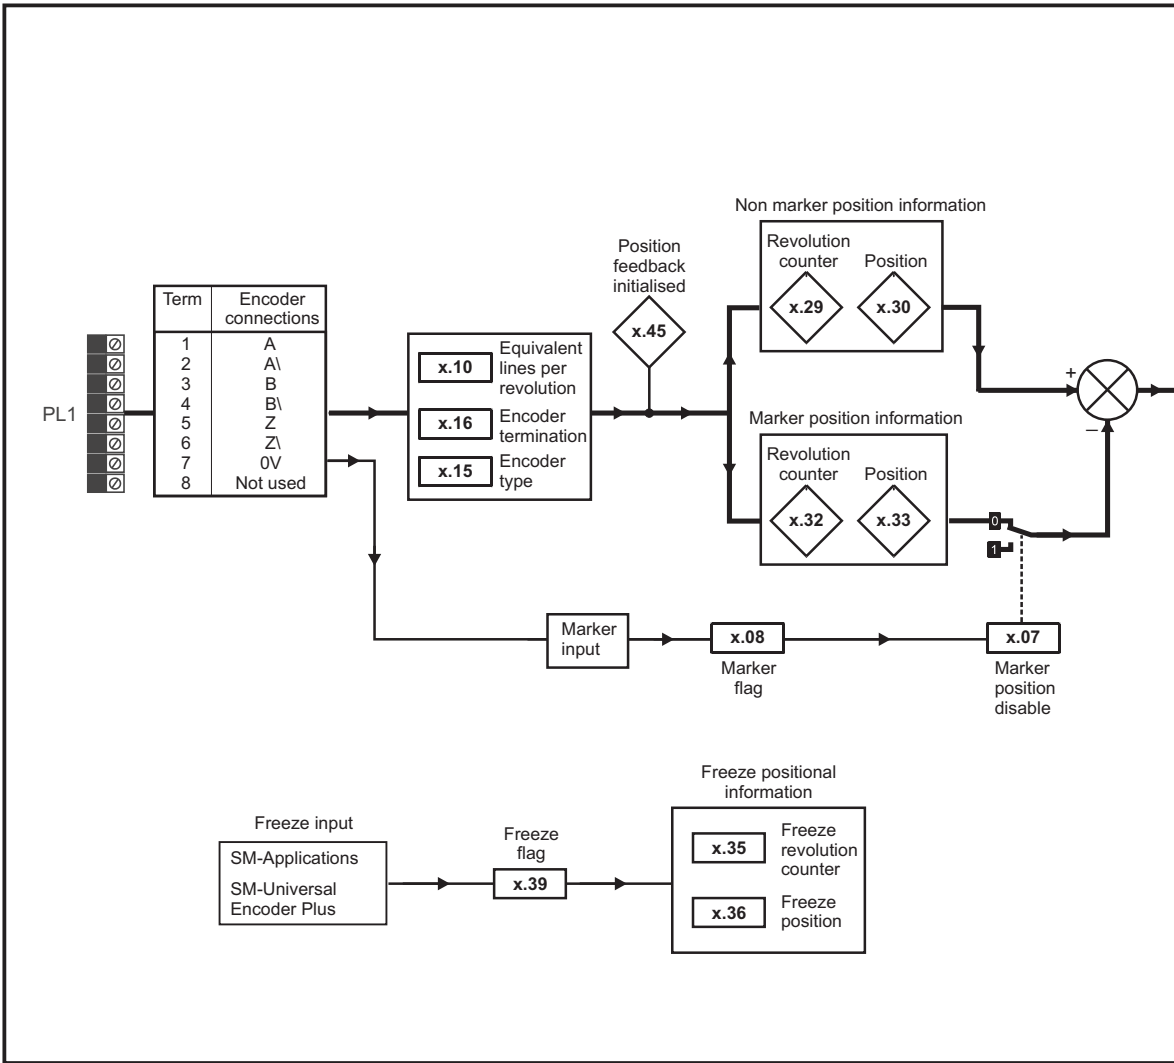 Non marker position information
Revolution
counter
Position
x.29
x.30
Position
feedback
initialised
x.45
Term
Encoder
connections
1 A
2 A\
3 B
4 B\
5 Z
6 Z\
7 0V
8 Not used
PL1
x.10
Equivalent
lines per
revolution
x.16
Encoder
termination
x.15
Encoder
type
+
–
Marker position information
Revolution
counter
Position
x.32
x.33
0
1
Marker
input
x.08
Marker
flag
x.07
Marker
position
disable
Freeze input
SM-Applications
SM-Universal
Encoder Plus
Freeze
flag
x.39
Freeze positional
information
x.35
Freeze
revolution
counter
x.36
Freeze
position